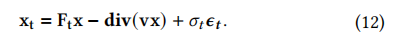 xₜ = Fₜx − div(vx) + σₜϵₜ. (12)